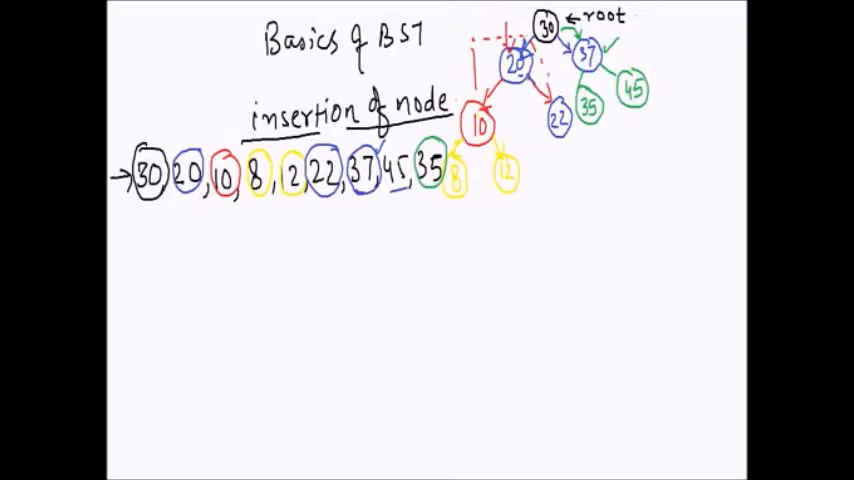 Basics of BST
30 ← root
20 37
insertion of node
10 22 35 45
→ 30, 20, 10, 8, 12, 22, 37, 45, 35
8 12